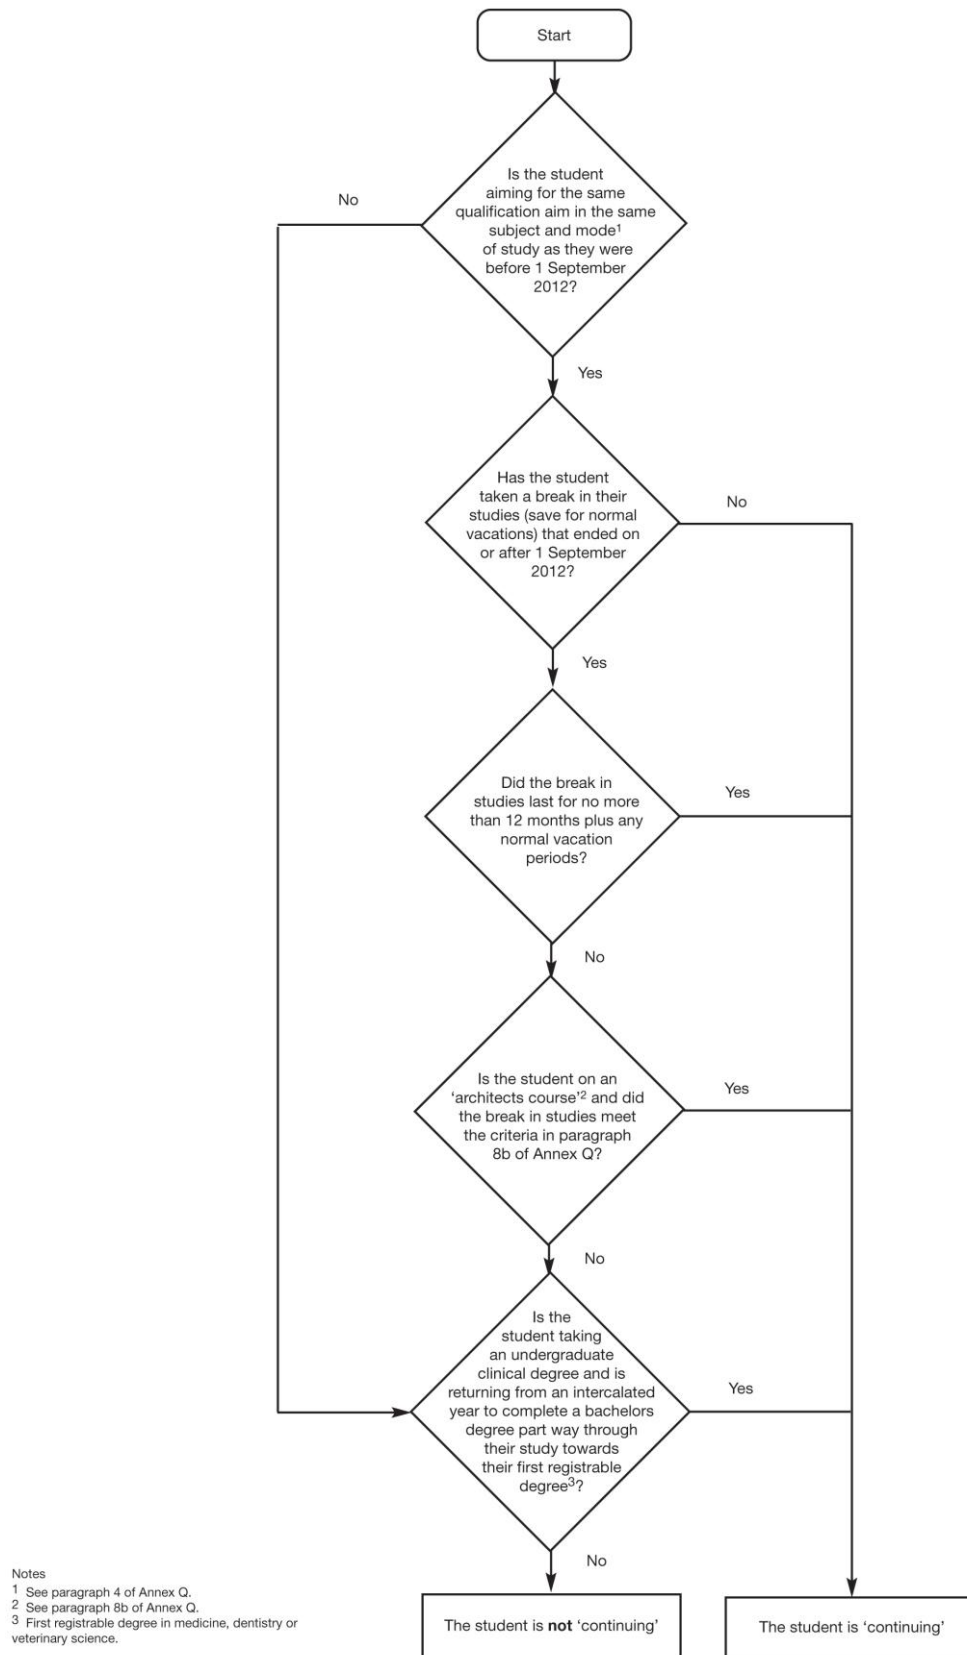 Start
Is the student
aiming for the same
qualification aim in the same
subject and mode1
of study as they were
before 1 September
2012?
No
Yes
Has the student
taken a break in their
studies (save for normal
vacations) that ended on
or after 1 September
2012?
No
Yes
Did the break in
studies last for no more
than 12 months plus any
normal vacation
periods?
Yes
No
Is the student on an
‘architects course’2 and did
the break in studies meet
the criteria in paragraph
8b of Annex Q?
Yes
No
Is the
student taking
an undergraduate
clinical degree and is
returning from an intercalated
year to complete a bachelors
degree part way through
their study towards
their first registrable
degree3?
Yes
No
The student is not ‘continuing’
The student is ‘continuing’
Notes
1 See paragraph 4 of Annex Q.
2 See paragraph 8b of Annex Q.
3 First registrable degree in medicine, dentistry or
veterinary science.